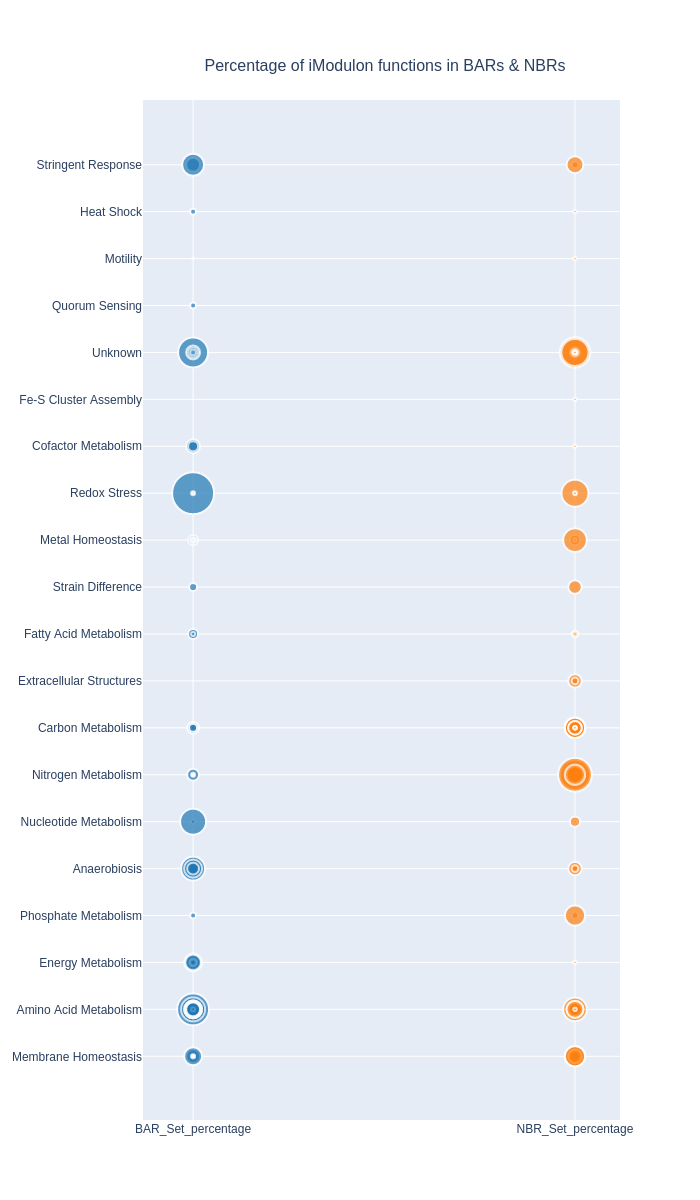 Percentage of iModulon functions in BARs & NBRs
Stringent Response
Heat Shock
Motility
Quorum Sensing
Unknown
Fe-S Cluster Assembly
Cofactor Metabolism
Redox Stress
Metal Homeostasis
Strain Difference
Fatty Acid Metabolism
Extracellular Structures
Carbon Metabolism
Nitrogen Metabolism
Nucleotide Metabolism
Anaerobiosis
Phosphate Metabolism
Energy Metabolism
Amino Acid Metabolism
Membrane Homeostasis
BAR_Set_percentage
NBR_Set_percentage